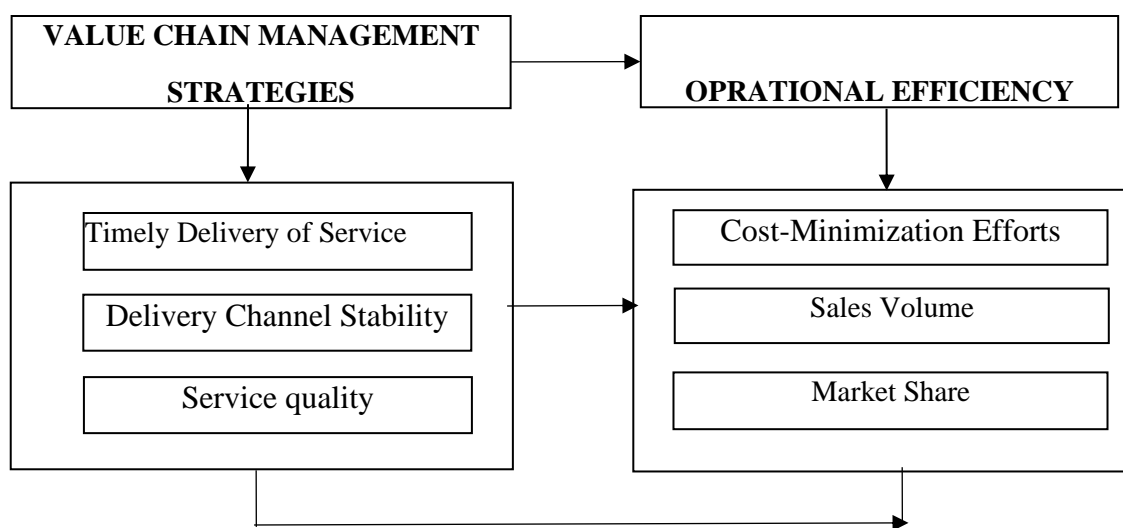 VALUE CHAIN MANAGEMENT
STRATEGIES
OPRATIONAL EFFICIENCY
Timely Delivery of Service
Delivery Channel Stability
Service quality
Cost-Minimization Efforts
Sales Volume
Market Share